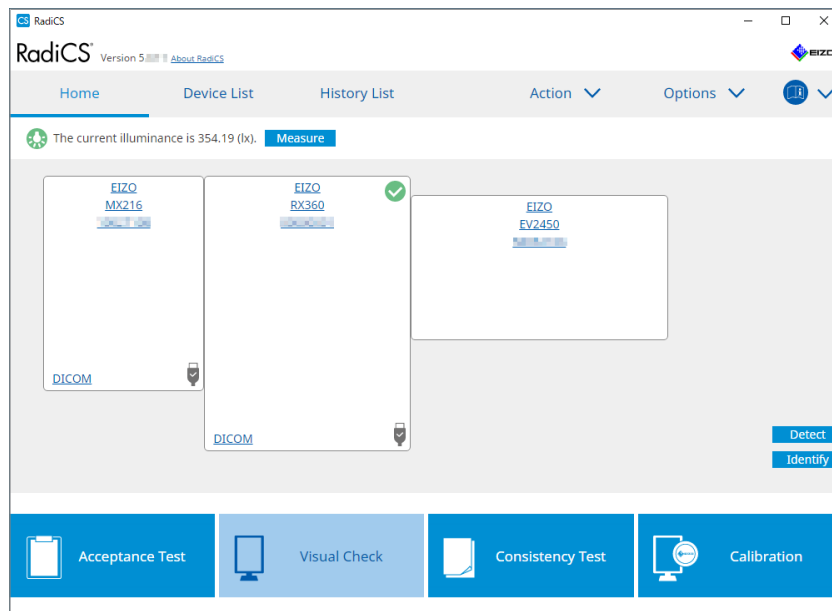 CS RadiCS
RadiCS® Version 5 About RadiCS
EIZO
Home Device List History List Action Options
The current illuminance is 354.19 (lx). Measure
EIZO
MX216
DICOM
EIZO
RX360
DICOM
EIZO
EV2450
Detect
Identify
Acceptance Test Visual Check Consistency Test Calibration